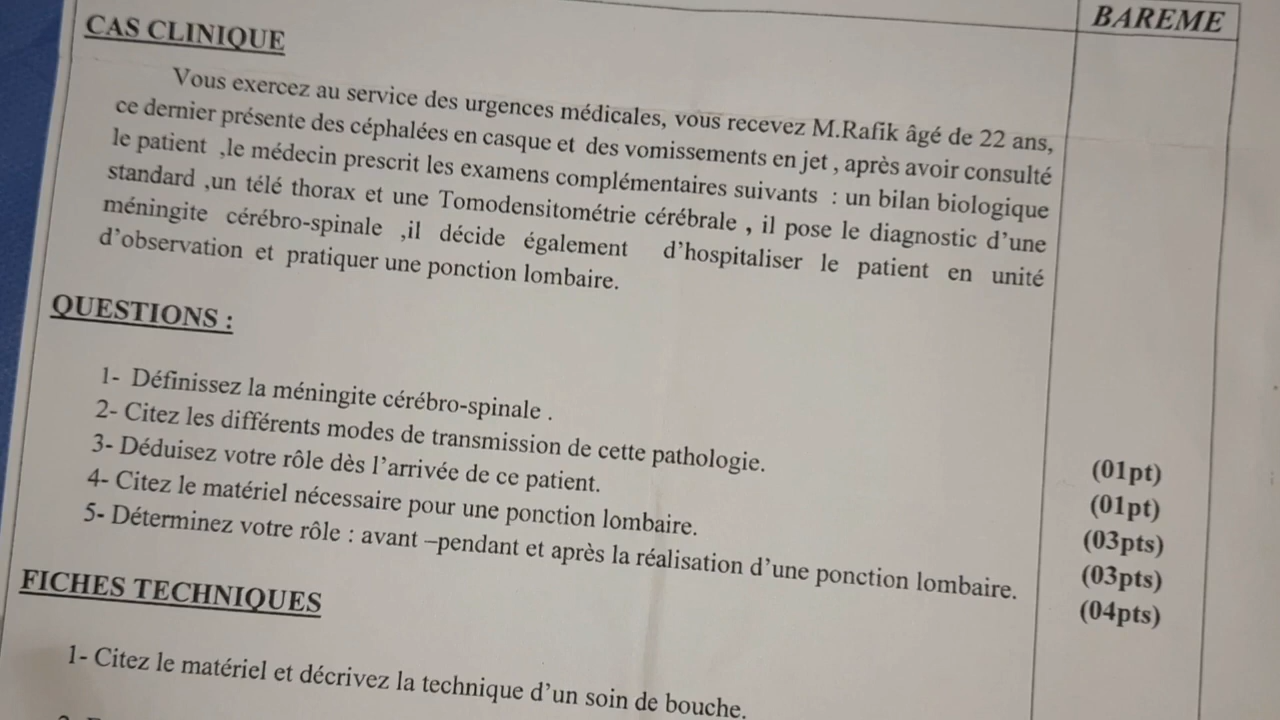 BAREME
CAS CLINIQUE
Vous exercez au service des urgences médicales, vous recevez M.Rafik âgé de 22 ans,
ce dernier présente des céphalées en casque et des vomissements en jet , après avoir consulté
le patient ,le médecin prescrit les examens complémentaires suivants : un bilan biologique
standard ,un télé thorax et une Tomodensitométrie cérébrale , il pose le diagnostic d’une
méningite cérébro-spinale ,il décide également d’hospitaliser le patient en unité
d’observation et pratiquer une ponction lombaire.
QUESTIONS :
1- Définissez la méningite cérébro-spinale .
(01pt)
2- Citez les différents modes de transmission de cette pathologie.
(01pt)
3- Déduisez votre rôle dès l’arrivée de ce patient.
(03pts)
4- Citez le matériel nécessaire pour une ponction lombaire.
(03pts)
5- Déterminez votre rôle : avant –pendant et après la réalisation d’une ponction lombaire.
(04pts)
FICHES TECHNIQUES
1- Citez le matériel et décrivez la technique d’un soin de bouche.